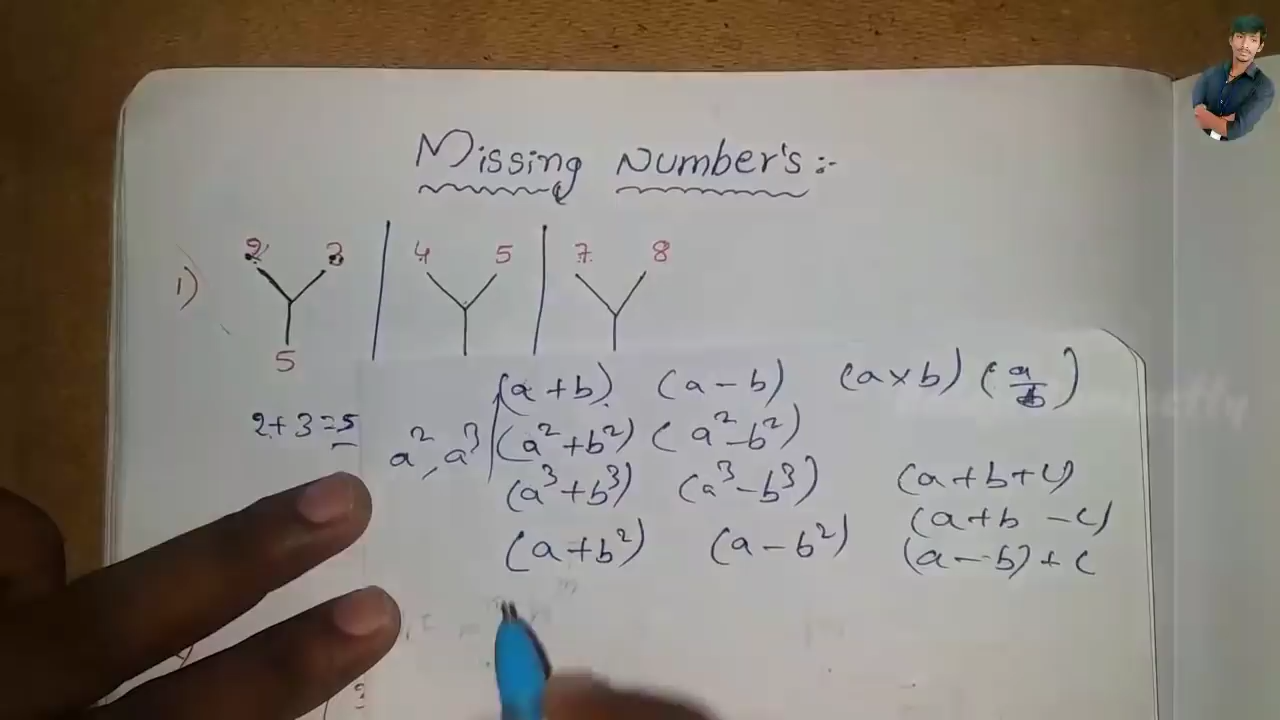 Missing Number's :-
1) 2 3 4 5 7 8
5
(a + b) (a - b) (a x b) (a/b)
2 + 3 = 5 a², a³ (a² + b²) (a² - b²)
(a³ + b³) (a³ - b³) (a + b + c)
(a + b²) (a - b²) (a + b - c)
(a - b) + c